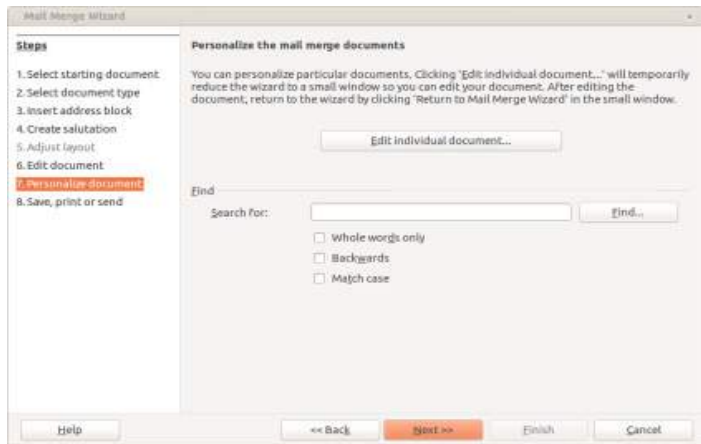 Mail Merge Wizard
Steps
1. Select starting document
2. Select document type
3. Insert address block
4. Create salutation
5. Adjust layout
6. Edit document
7. Personalize document
8. Save, print or send
Personalize the mail merge documents
You can personalize particular documents. Clicking 'Edit individual document...' will temporarily
reduce the wizard to a small window so you can edit your document. After editing the
document, return to the wizard by clicking 'Return to Mail Merge Wizard' in the small window.
Edit individual document...
Find
Search for:
Find...
Whole words only
Backwards
Match case
Help
<< Back
Next >>
Finish
Cancel